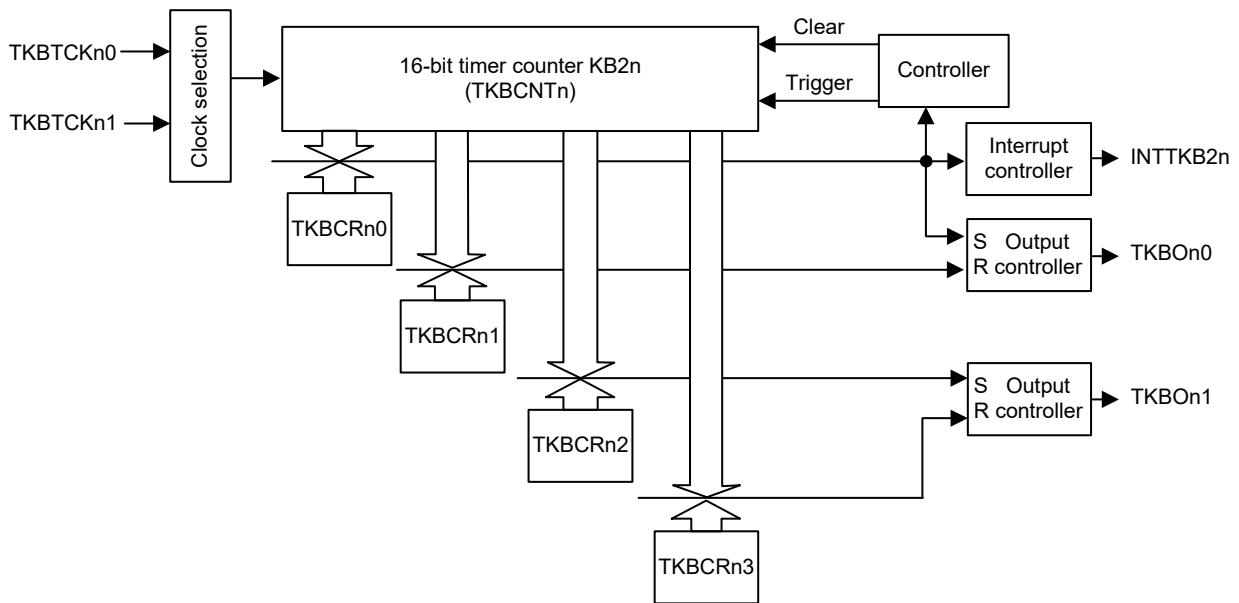 TKBTCKn0
TKBTCKn1
Clock selection
16-bit timer counter KB2n
(TKBCNTn)
Clear
Trigger
Controller
Interrupt
controller
INTTKB2n
TKBCRn0
S Output
R controller
TKBOn0
TKBCRn1
S Output
R controller
TKBOn1
TKBCRn2
TKBCRn3